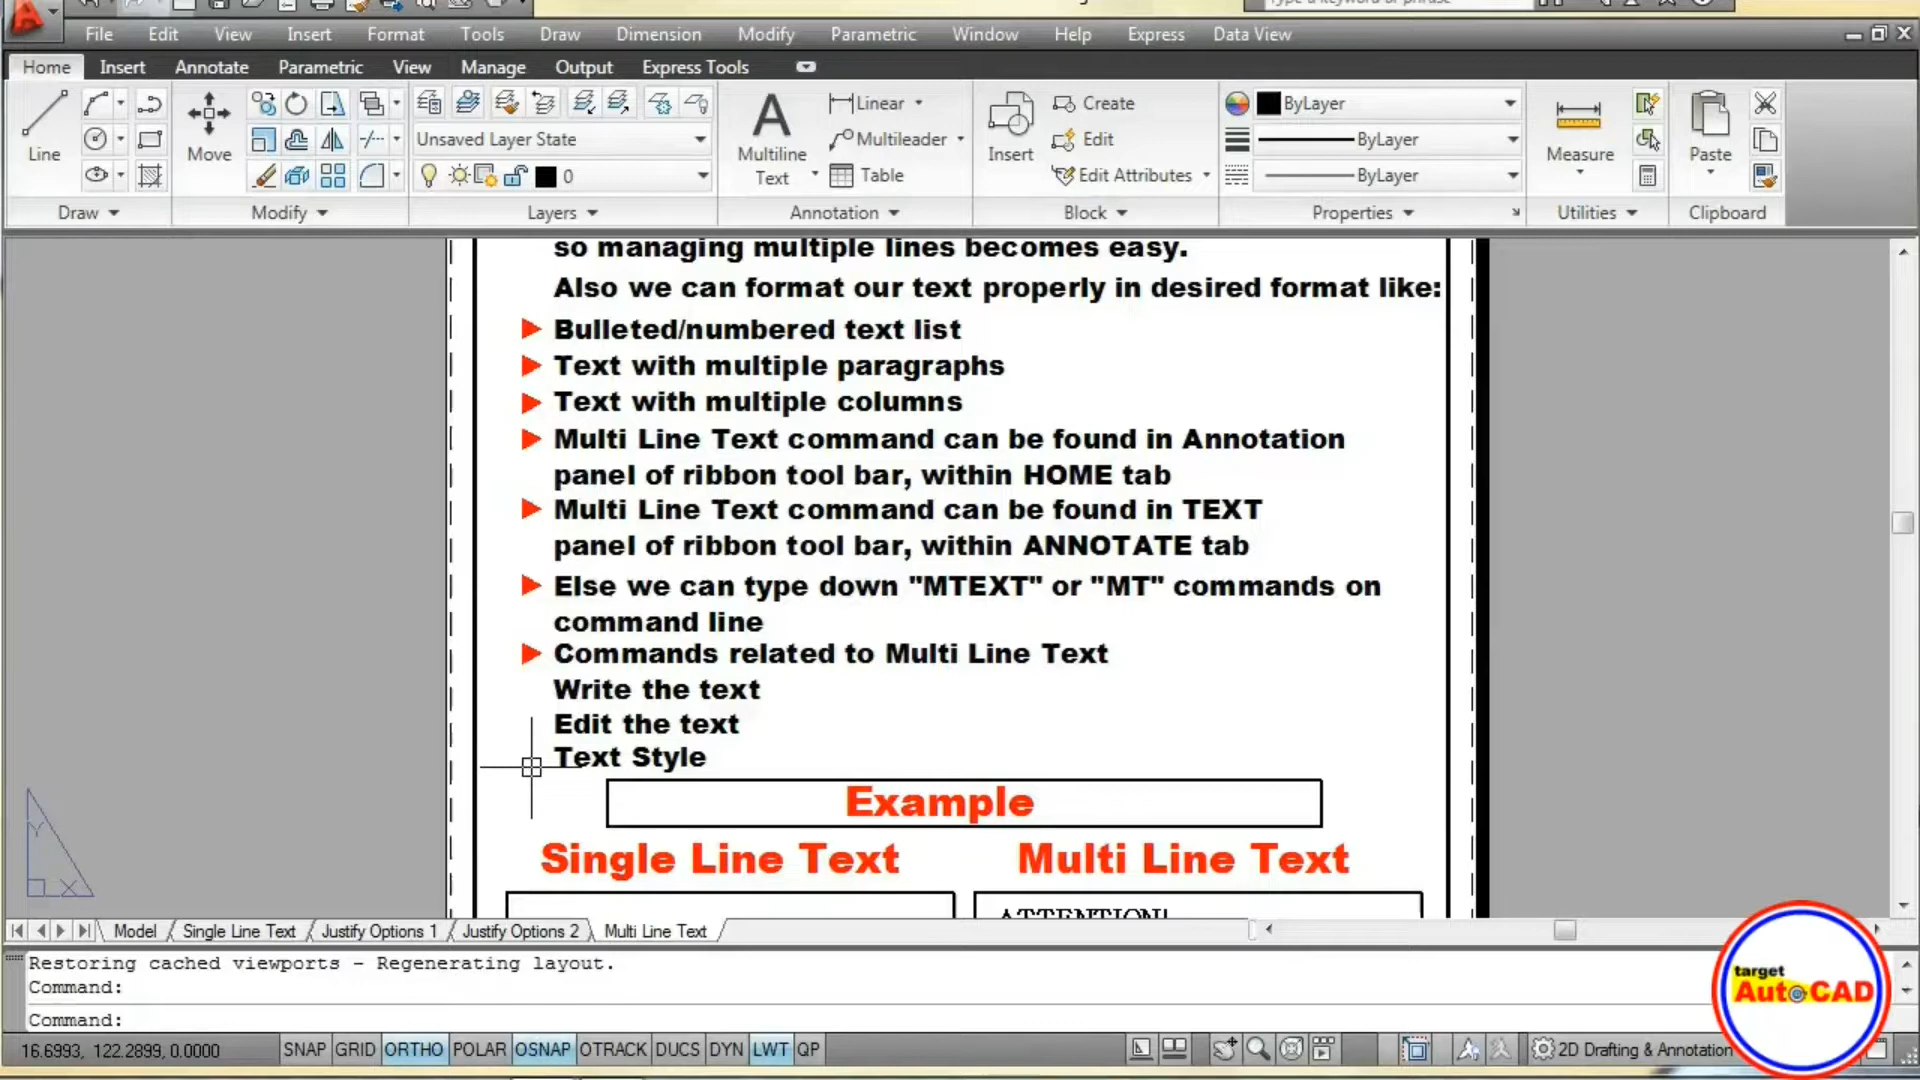 File Edit View Insert Format Tools Draw Dimension Modify Parametric Window Help Express Data View
Home Insert Annotate Parametric View Manage Output Express Tools
Line
Move
Unsaved Layer State
0
Multiline
Text
Linear
Multileader
Table
Insert
Create
Edit
Edit Attributes
ByLayer
ByLayer
ByLayer
Measure
Paste
Draw Modify Layers Annotation Block Properties Utilities Clipboard
so managing multiple lines becomes easy.
Also we can format our text properly in desired format like:
Bulleted/numbered text list
Text with multiple paragraphs
Text with multiple columns
Multi Line Text command can be found in Annotation
panel of ribbon tool bar, within HOME tab
Multi Line Text command can be found in TEXT
panel of ribbon tool bar, within ANNOTATE tab
Else we can type down "MTEXT" or "MT" commands on
command line
Commands related to Multi Line Text
Write the text
Edit the text
Text Style
Example
Single Line Text Multi Line Text
ATTENTION!
Y
X
Model Single Line Text Justify Options 1 Justify Options 2 Multi Line Text
Restoring cached viewports - Regenerating layout.
Command:
Command:
16.6993, 122.2899, 0.0000 SNAP GRID ORTHO POLAR OSNAP OTRACK DUCS DYN LWT QP 2D Drafting & Annotation
target
AutoCAD